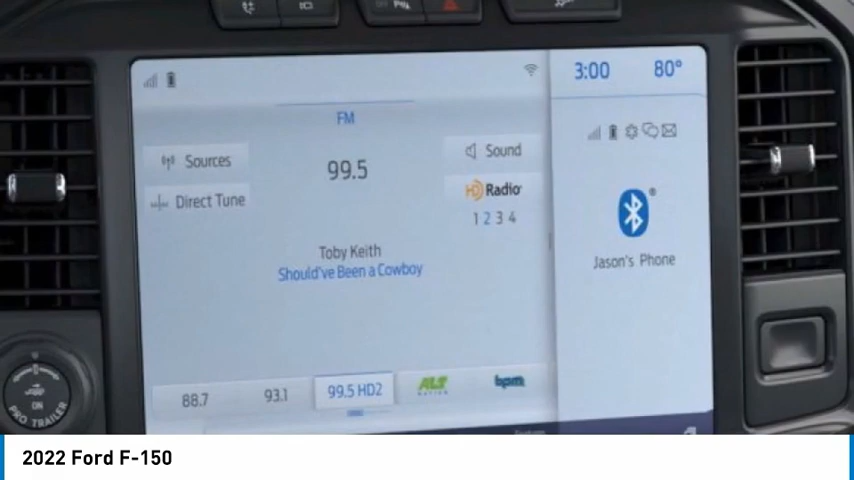 3:00 80°
FM
Sources
99.5
Sound
Direct Tune
HD Radio
1 2 3 4
Toby Keith
Should've Been a Cowboy
Jason's Phone
88.7
93.1
99.5 HD2
ALT NATION
bpm
ON
PRO TRAILER
2022 Ford F-150